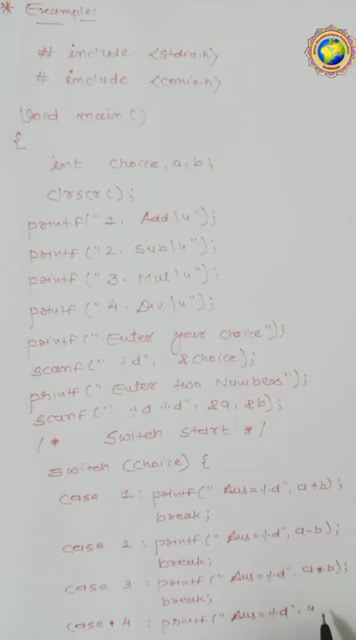 * Example:
# include <stdio.h>
# include <conio.h>
Void main()
{
int choice, a, b;
clrscr();
printf("1. Add \n");
printf("2. Sub \n");
printf("3. Mul \n");
printf("4. Div \n");
printf("Enter your choice");
scanf("%d", &choice);
printf("Enter two Numbers");
scanf("%d %d", &a, &b);
/* Switch start */
switch (choice) {
case 1: printf("Ans=%d", a+b);
break;
case 2: printf("Ans=%d", a-b);
break;
case 3: printf("Ans=%d", a*b);
break;
case 4: printf("Ans=%d", a